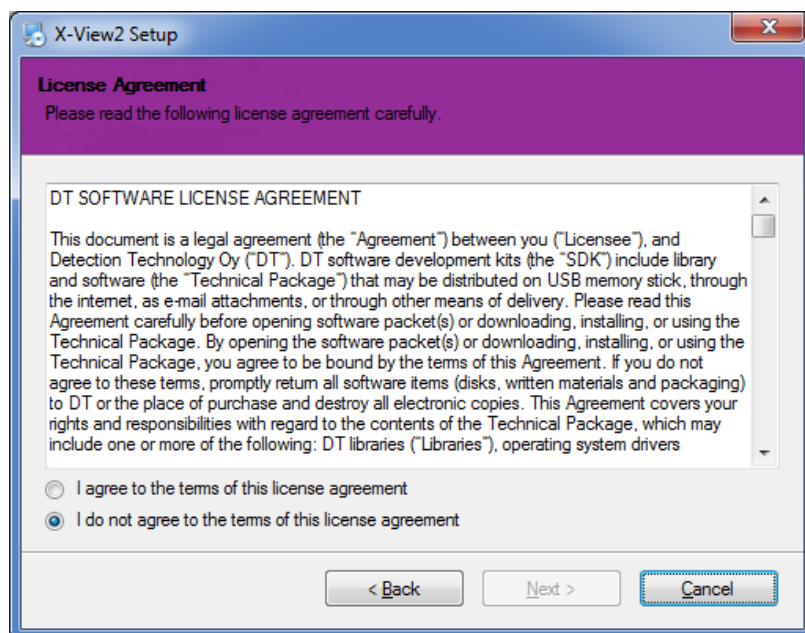 X-View2 Setup
License Agreement
Please read the following license agreement carefully.
DT SOFTWARE LICENSE AGREEMENT
This document is a legal agreement (the "Agreement") between you ("Licensee"), and
Detection Technology Oy ("DT"). DT software development kits (the "SDK") include library
and software (the "Technical Package") that may be distributed on USB memory stick, through
the internet, as e-mail attachments, or through other means of delivery. Please read this
Agreement carefully before opening software packet(s) or downloading, installing, or using the
Technical Package. By opening the software packet(s) or downloading, installing, or using the
Technical Package, you agree to be bound by the terms of this Agreement. If you do not
agree to these terms, promptly return all software items (disks, written materials and packaging)
to DT or the place of purchase and destroy all electronic copies. This Agreement covers your
rights and responsibilities with regard to the contents of the Technical Package, which may
include one or more of the following: DT libraries ("Libraries"), operating system drivers
I agree to the terms of this license agreement
I do not agree to the terms of this license agreement
< Back Next > Cancel